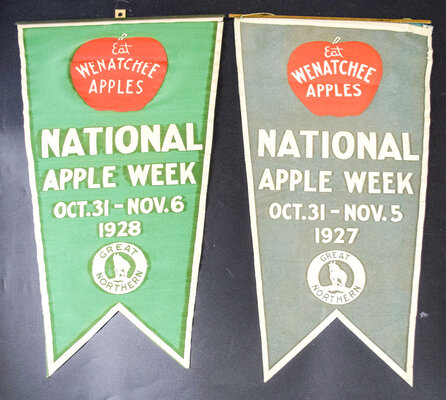 Eat
WENATCHEE
APPLES
NATIONAL
APPLE WEEK
OCT. 31 - NOV. 6
1928
GREAT
NORTHERN
Eat
WENATCHEE
APPLES
NATIONAL
APPLE WEEK
OCT. 31 - NOV. 5
1927
GREAT
NORTHERN